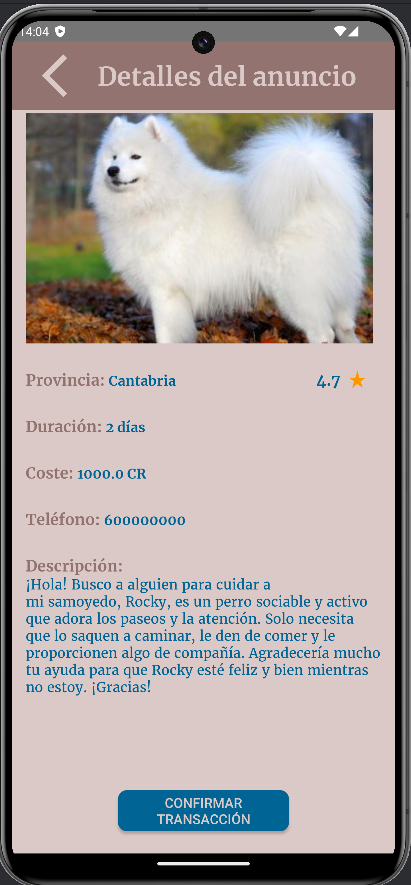 14:04
Detalles del anuncio
Provincia: Cantabria
4.7
Duración: 2 días
Coste: 1000.0 CR
Teléfono: 600000000
Descripción:
¡Hola! Busco a alguien para cuidar a
mi samoyedo, Rocky, es un perro sociable y activo
que adora los paseos y la atención. Solo necesita
que lo saquen a caminar, le den de comer y le
proporcionen algo de compañía. Agradecería mucho
tu ayuda para que Rocky esté feliz y bien mientras
no estoy. ¡Gracias!
CONFIRMAR
TRANSACCIÓN